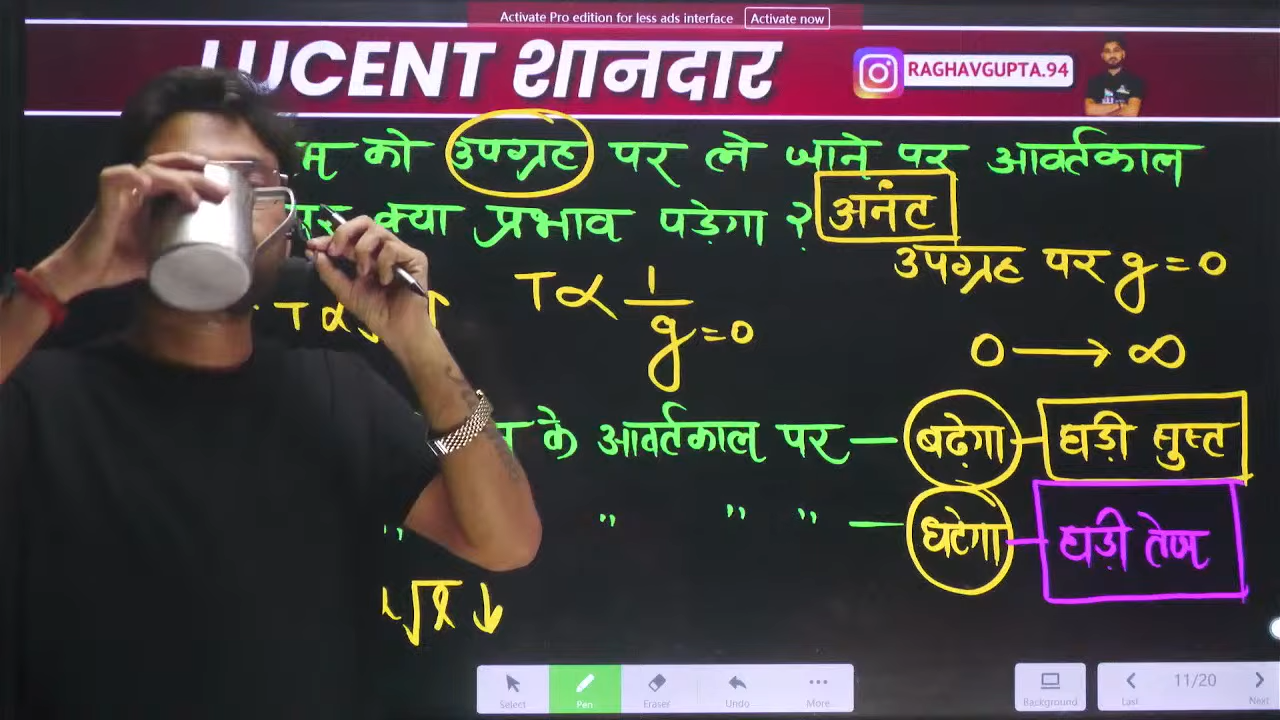 Activate Pro edition for less ads interface Activate now
LUCENT शानदार
RAGHAVGUPTA.94
को उपग्रह पर ले जाने पर आवर्तकाल
क्या प्रभाव पड़ेगा ? अनंत
उपग्रह पर g = 0
T ∝
T ∝ 1/g = 0
0 → ∞
के आवर्तकाल पर — बढ़ेगा — घड़ी सुस्त
" " " " — घटेगा — घड़ी तेज
√l ↓
Select Pen Eraser Undo More
Background
Last 11/20 Next